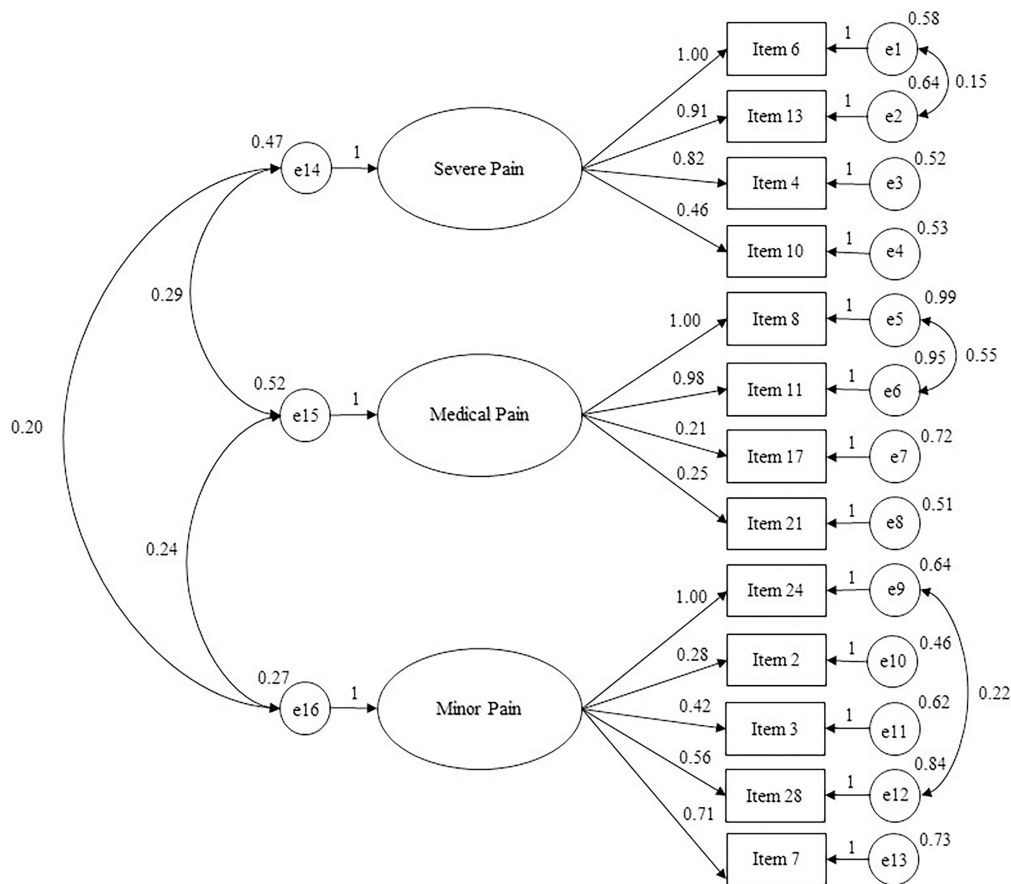 0.58
1.00
Item 6
1
e1
0.15
0.64
0.91
Item 13
1
e2
0.47
e14
1
Severe Pain
0.52
0.82
Item 4
1
e3
0.46
0.53
Item 10
1
e4
0.29
0.99
1.00
Item 8
1
e5
0.55
0.95
0.98
Item 11
1
e6
0.52
e15
1
Medical Pain
0.20
0.21
0.72
Item 17
1
e7
0.25
0.51
Item 21
1
e8
0.24
0.64
1.00
Item 24
1
e9
0.28
0.46
Item 2
1
e10
0.22
0.27
e16
1
Minor Pain
0.42
0.62
Item 3
1
e11
0.56
0.84
Item 28
1
e12
0.71
0.73
Item 7
1
e13